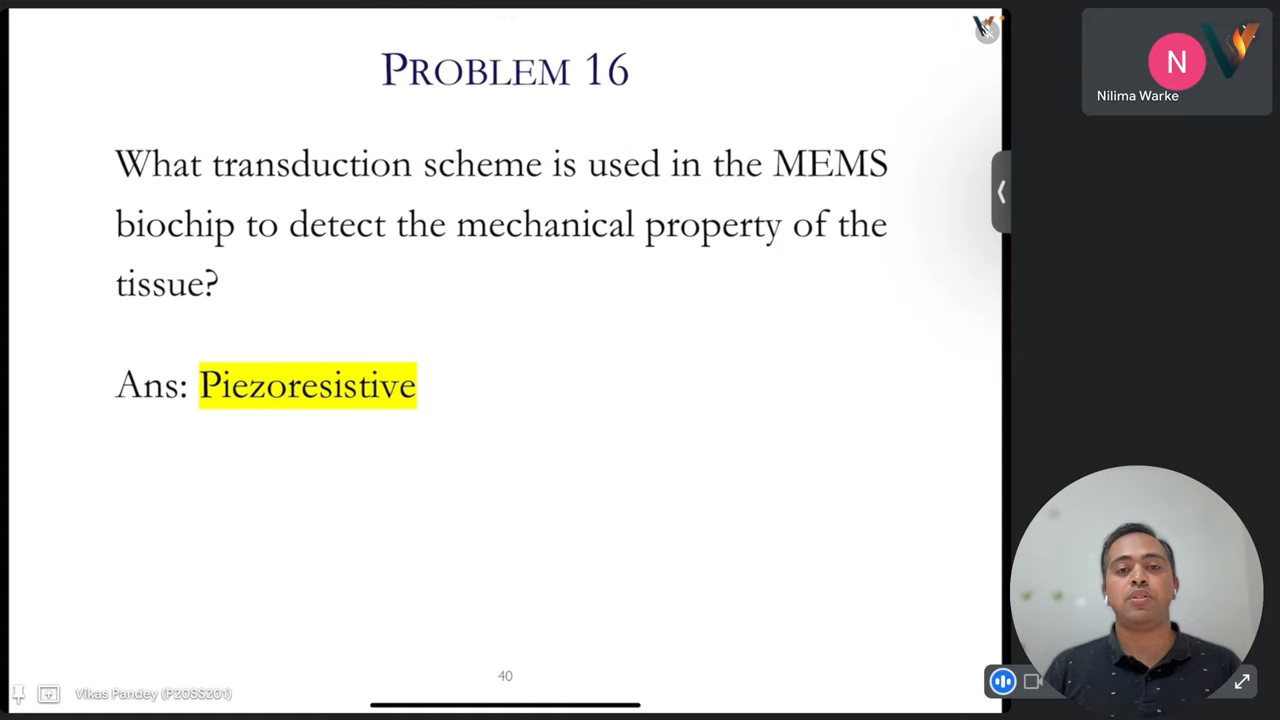 PROBLEM 16
What transduction scheme is used in the MEMS
biochip to detect the mechanical property of the
tissue?
Ans: Piezoresistive
40
Vikas Pandey (P20SS201)
N
Nilima Warke